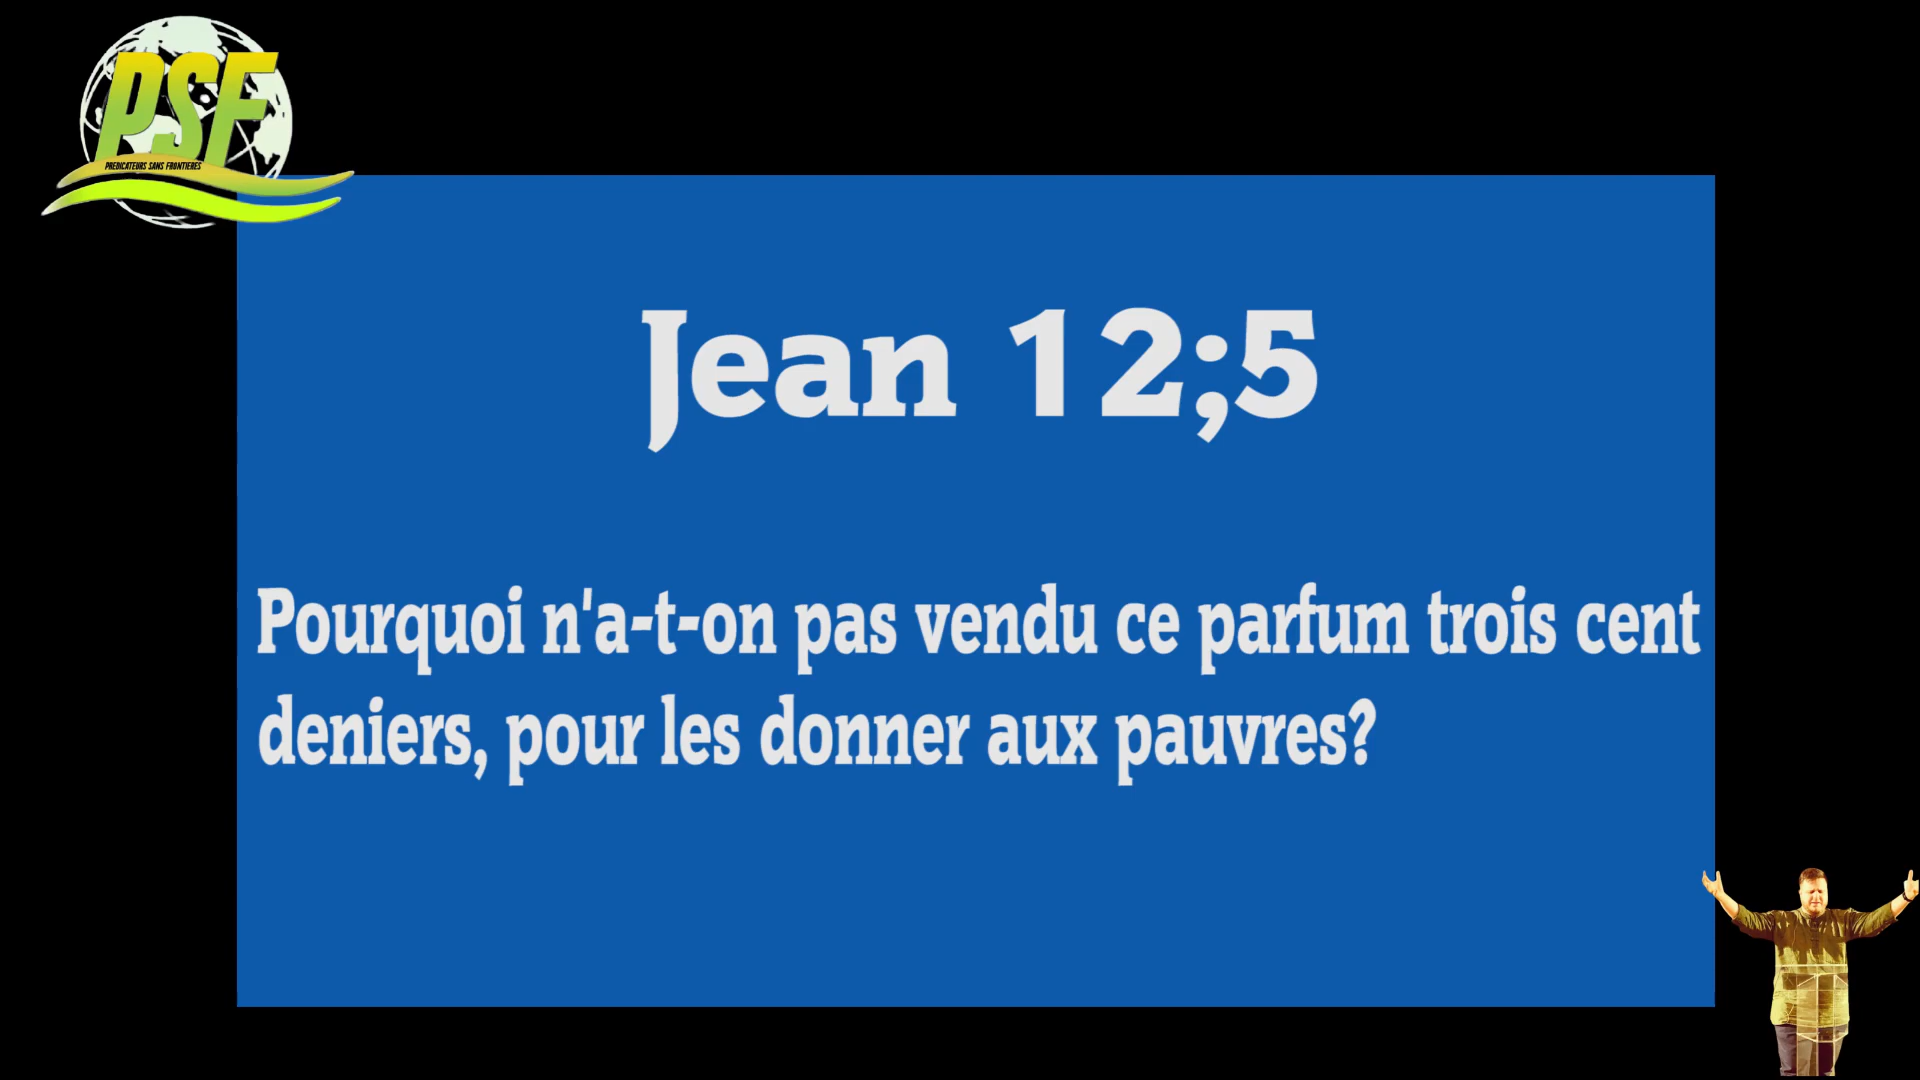 PSF
PREDICATEURS SANS FRONTIERES
Jean 12;5
Pourquoi n'a-t-on pas vendu ce parfum trois cent
deniers, pour les donner aux pauvres?